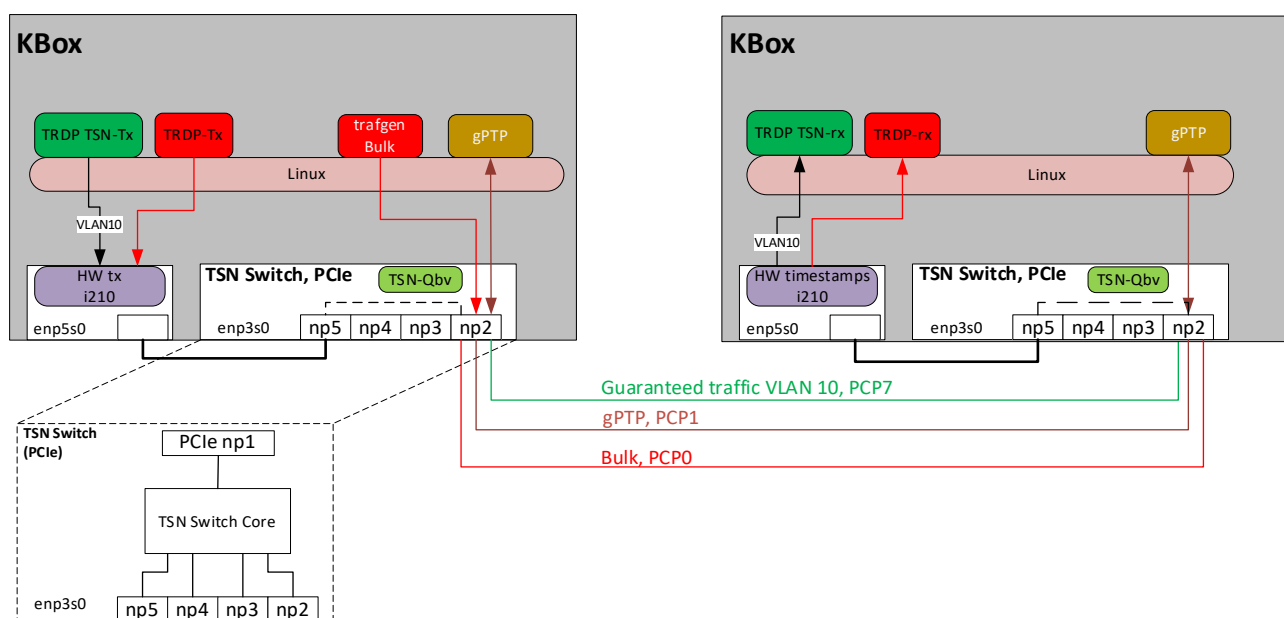 KBox
TRDP TSN-Tx
TRDP-Tx
trafgen
Bulk
gPTP
Linux
VLAN10
HW tx
i210
enp5s0
TSN Switch, PCIe
TSN-Qbv
enp3s0
np5
np4
np3
np2
KBox
TRDP TSN-rx
TRDP-rx
gPTP
Linux
VLAN10
HW timestamps
i210
enp5s0
TSN Switch, PCIe
TSN-Qbv
enp3s0
np5
np4
np3
np2
Guaranteed traffic VLAN 10, PCP7
gPTP, PCP1
Bulk, PCP0
TSN Switch
(PCIe)
PCIe np1
TSN Switch Core
enp3s0
np5
np4
np3
np2